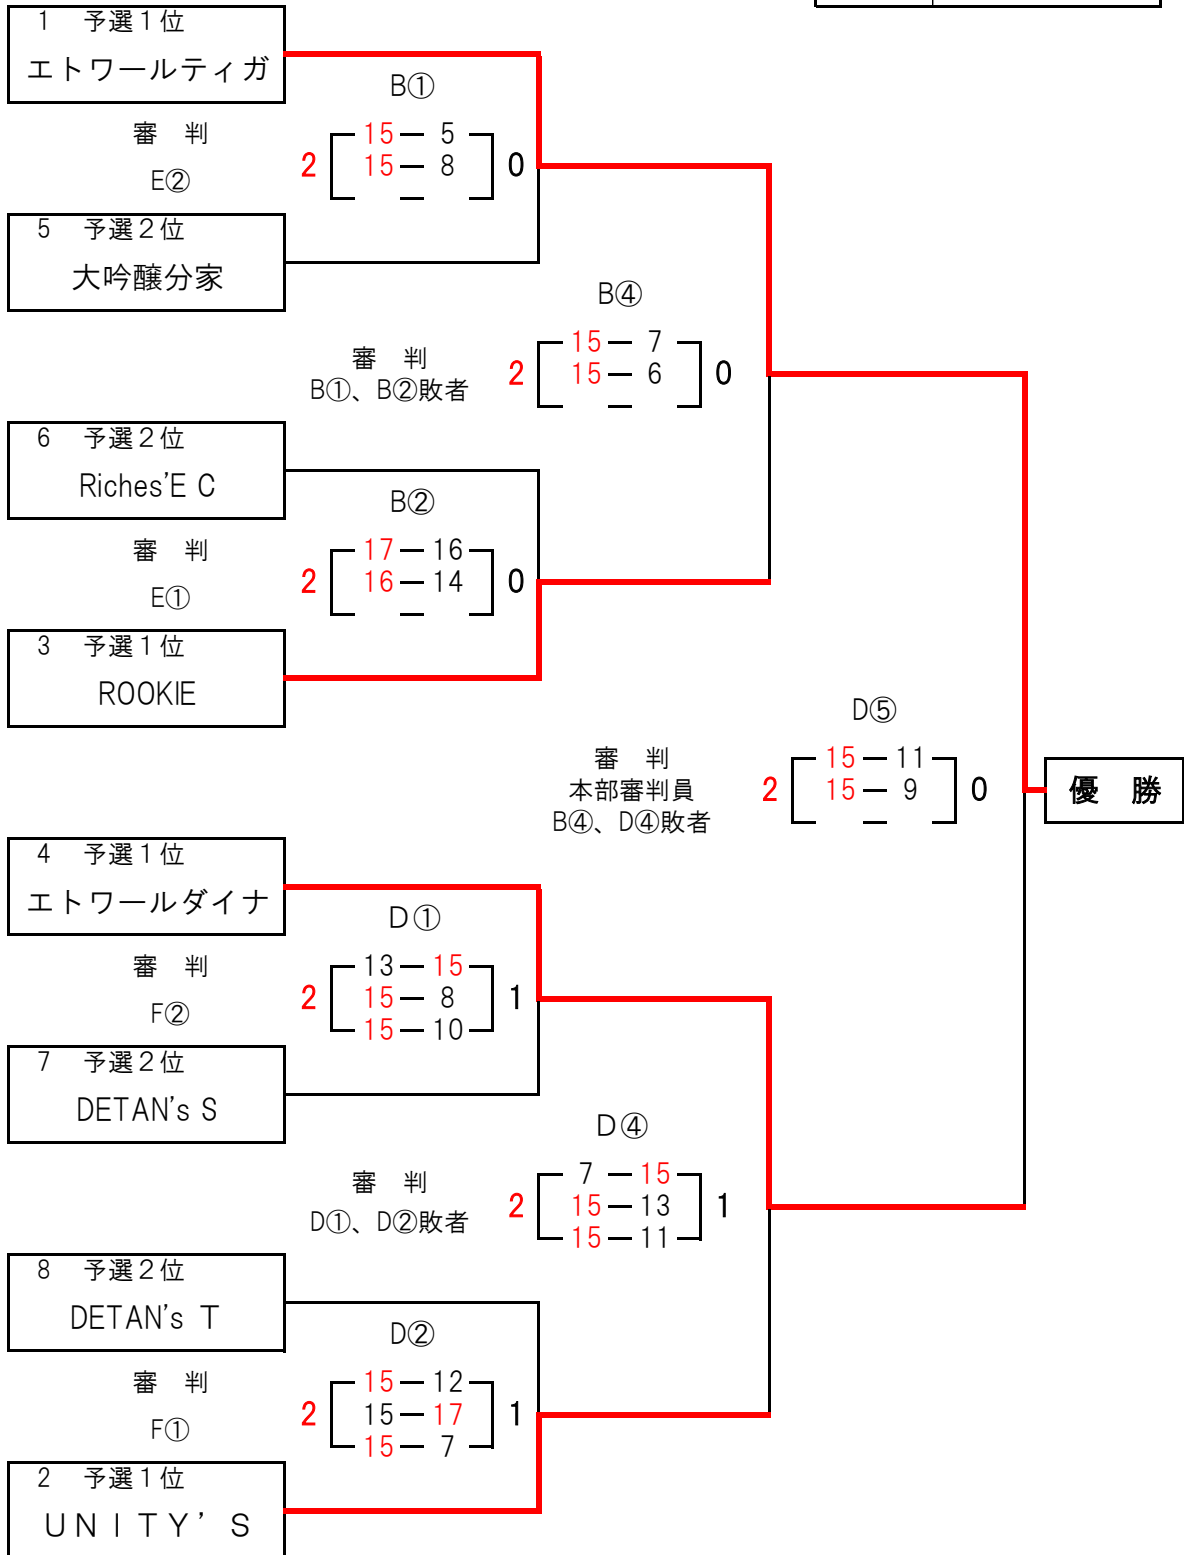 1 予選１位
エトワールティガ
B①
審 判
E②
2 15 ― 5 0
15 ― 8
―
5 予選２位
大吟醸分家
B④
審 判
B①、B②敗者
2 15 ― 7 0
15 ― 6
―
6 予選２位
Riches'E C
B②
審 判
E①
2 17 ― 16 0
16 ― 14
―
3 予選１位
ROOKIE
D⑤
審 判
本部審判員
B④、D④敗者
2 15 ― 11 0
15 ― 9
―
優 勝
4 予選１位
エトワールダイナ
D①
審 判
F②
13 ― 15
2 15 ― 8 1
15 ― 10
7 予選２位
DETAN's S
D④
審 判
D①、D②敗者
7 ― 15
2 15 ― 13 1
15 ― 11
8 予選２位
DETAN's T
D②
審 判
F①
15 ― 12
2 15 ― 17 1
15 ― 7
2 予選１位
ＵＮＩＴＹ’Ｓ